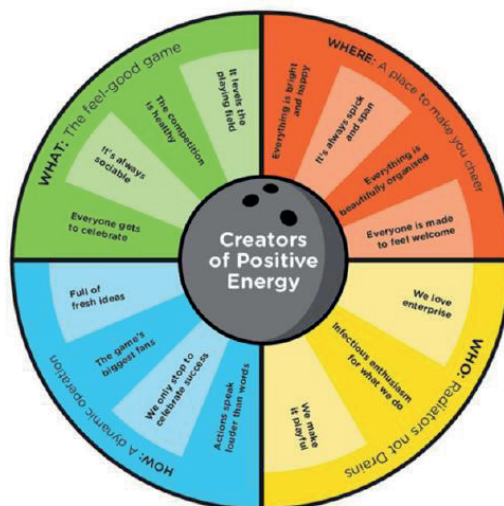 WHAT: The feel-good game
Everyone gets
to celebrate
It's always
sociable
The competition
is healthy
It levels the
playing field
WHERE: A place to make you cheer
Everything is bright
and happy
It's always spick
and span
Everything is
beautifully organised
Everyone is made
to feel welcome
Creators
of Positive
Energy
WHO: Radiators not Drains
We love
enterprise
Infectious enthusiasm
for what we do
We make
it playful
HOW: A dynamic operation
Full of
fresh ideas
The game's
biggest fans
We only stop to
celebrate success
Actions speak
louder than words